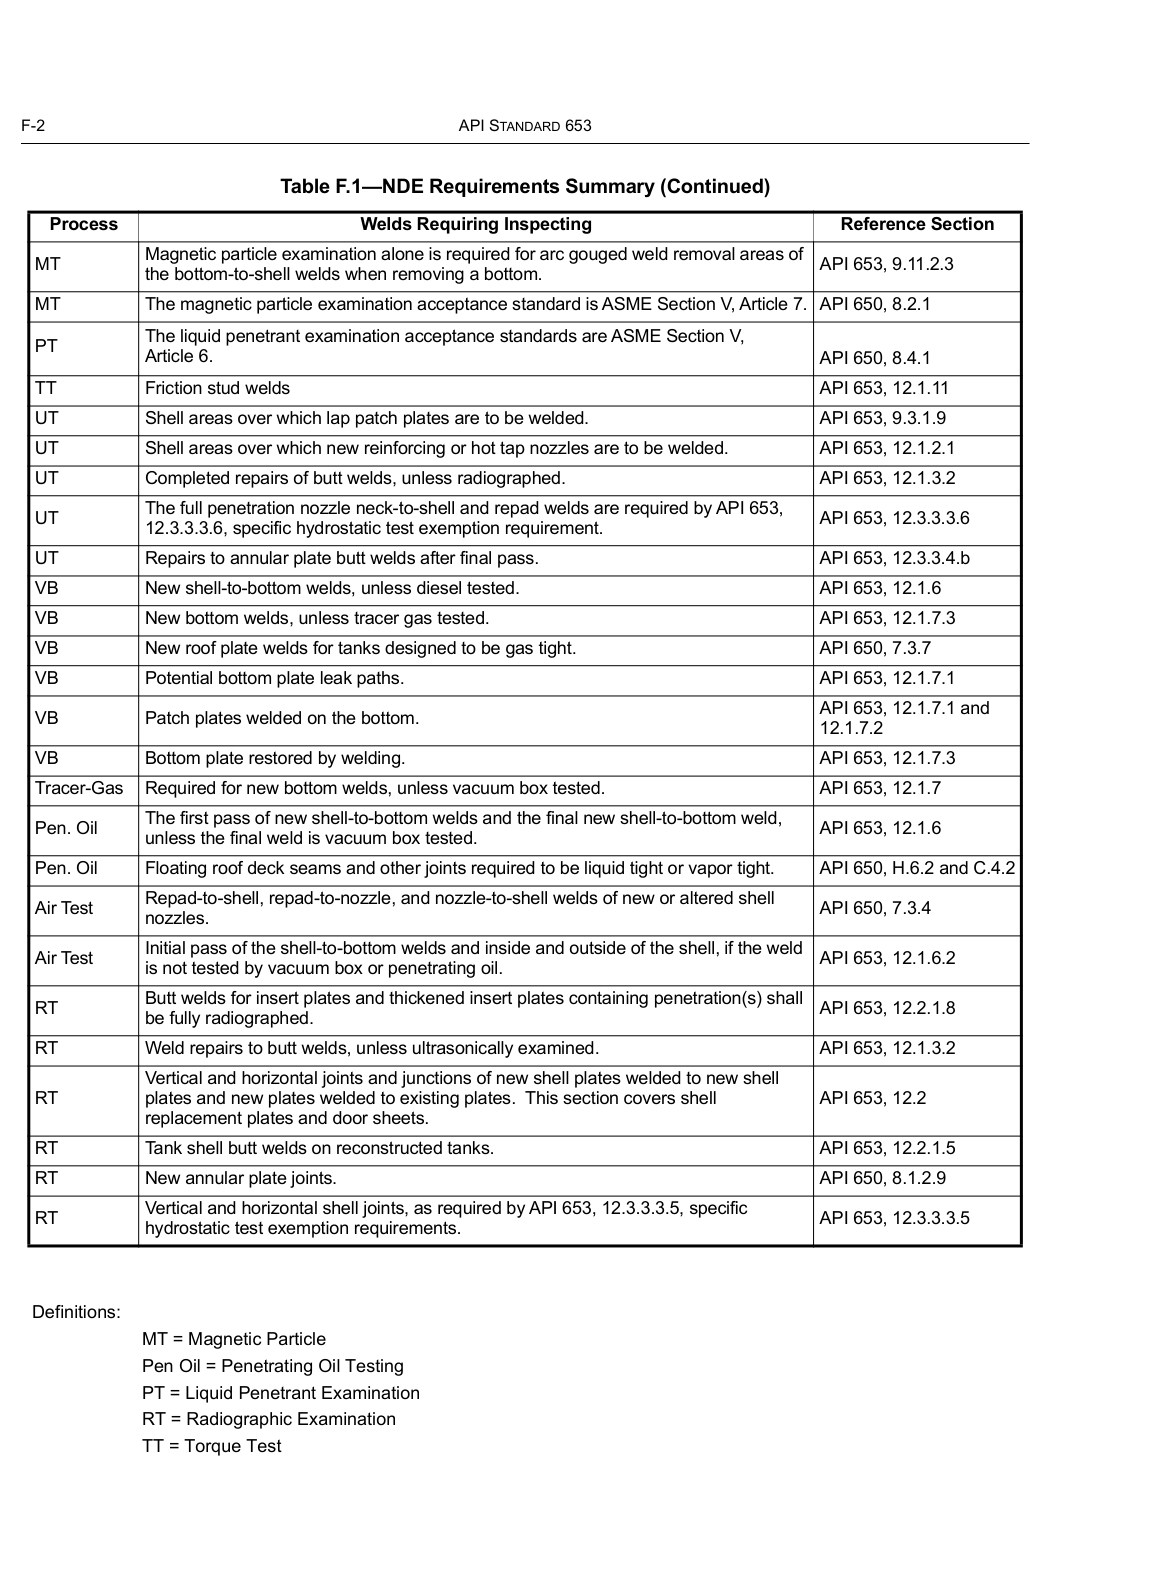 F-2
API STANDARD 653
Table F.1—NDE Requirements Summary (Continued)
Process Welds Requiring Inspecting Reference Section
MT
Magnetic particle examination alone is required for arc gouged weld removal areas of
the bottom-to-shell welds when removing a bottom.
API 653, 9.11.2.3
MT The magnetic particle examination acceptance standard is ASME Section V, Article 7. API 650, 8.2.1
PT
The liquid penetrant examination acceptance standards are ASME Section V,
Article 6.
API 650, 8.4.1
TT Friction stud welds API 653, 12.1.11
UT Shell areas over which lap patch plates are to be welded. API 653, 9.3.1.9
UT Shell areas over which new reinforcing or hot tap nozzles are to be welded. API 653, 12.1.2.1
UT Completed repairs of butt welds, unless radiographed. API 653, 12.1.3.2
UT
The full penetration nozzle neck-to-shell and repad welds are required by API 653,
12.3.3.3.6, specific hydrostatic test exemption requirement.
API 653, 12.3.3.3.6
UT Repairs to annular plate butt welds after final pass. API 653, 12.3.3.4.b
VB New shell-to-bottom welds, unless diesel tested. API 653, 12.1.6
VB New bottom welds, unless tracer gas tested. API 653, 12.1.7.3
VB New roof plate welds for tanks designed to be gas tight. API 650, 7.3.7
VB Potential bottom plate leak paths. API 653, 12.1.7.1
VB Patch plates welded on the bottom.
API 653, 12.1.7.1 and
12.1.7.2
VB Bottom plate restored by welding. API 653, 12.1.7.3
Tracer-Gas Required for new bottom welds, unless vacuum box tested. API 653, 12.1.7
Pen. Oil
The first pass of new shell-to-bottom welds and the final new shell-to-bottom weld,
unless the final weld is vacuum box tested.
API 653, 12.1.6
Pen. Oil Floating roof deck seams and other joints required to be liquid tight or vapor tight. API 650, H.6.2 and C.4.2
Air Test
Repad-to-shell, repad-to-nozzle, and nozzle-to-shell welds of new or altered shell
nozzles.
API 650, 7.3.4
Air Test
Initial pass of the shell-to-bottom welds and inside and outside of the shell, if the weld
is not tested by vacuum box or penetrating oil.
API 653, 12.1.6.2
RT
Butt welds for insert plates and thickened insert plates containing penetration(s) shall
be fully radiographed.
API 653, 12.2.1.8
RT Weld repairs to butt welds, unless ultrasonically examined. API 653, 12.1.3.2
RT
Vertical and horizontal joints and junctions of new shell plates welded to new shell
plates and new plates welded to existing plates. This section covers shell
replacement plates and door sheets.
API 653, 12.2
RT Tank shell butt welds on reconstructed tanks. API 653, 12.2.1.5
RT New annular plate joints. API 650, 8.1.2.9
RT
Vertical and horizontal shell joints, as required by API 653, 12.3.3.3.5, specific
hydrostatic test exemption requirements.
API 653, 12.3.3.3.5
Definitions:
MT = Magnetic Particle
Pen Oil = Penetrating Oil Testing
PT = Liquid Penetrant Examination
RT = Radiographic Examination
TT = Torque Test